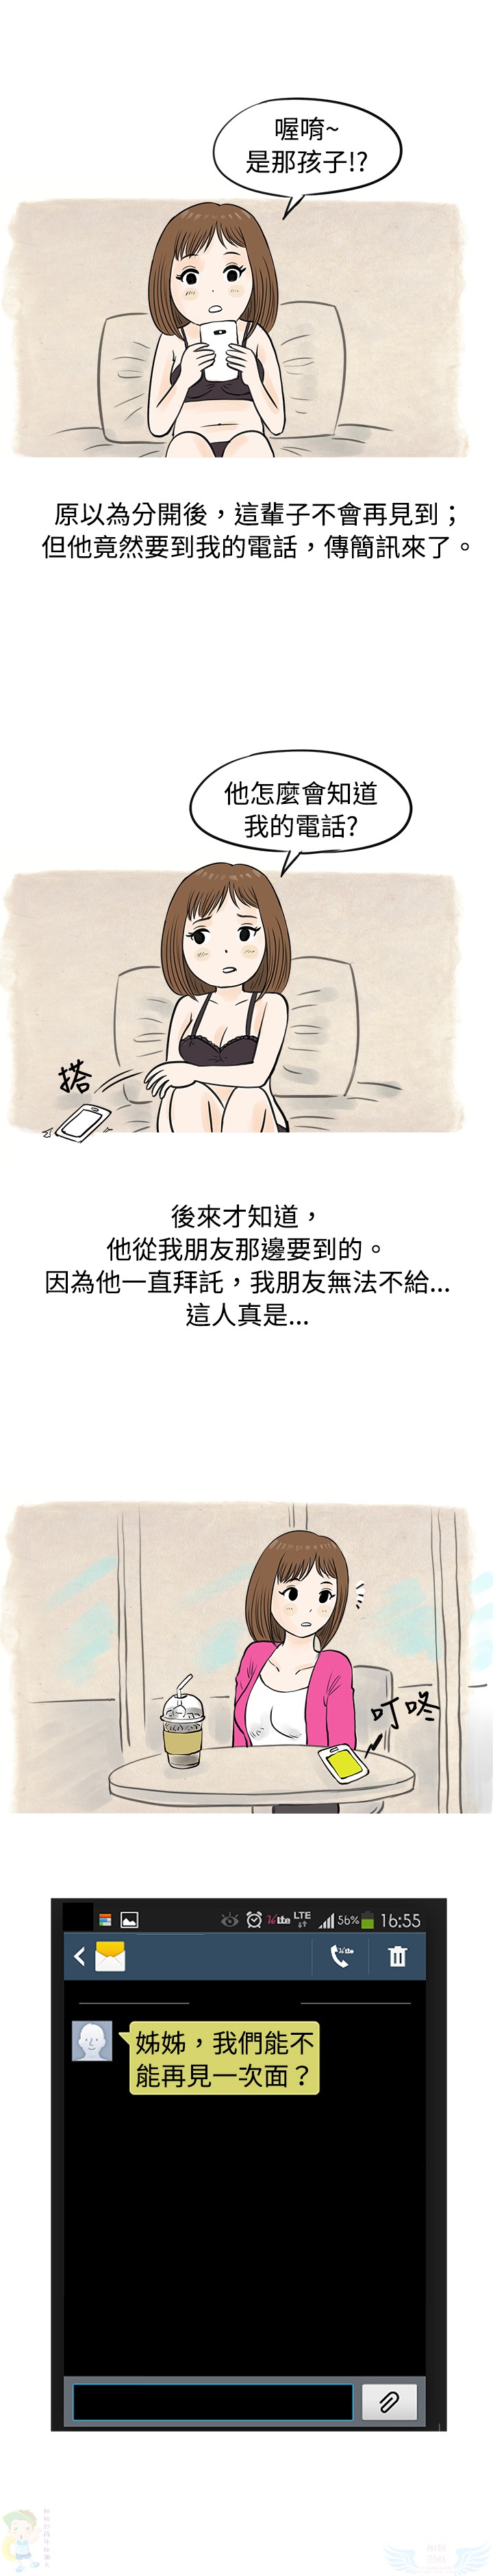 喔唷~
是那孩子!?
原以為分開後，這輩子不會再見到；
但他竟然要到我的電話，傳簡訊來了。
他怎麼會知道
我的電話?
搭
後來才知道，
他從我朋友那邊要到的。
因為他一直拜託，我朋友無法不給...
這人真是...
叮咚
LTE 56% 16:55
姊姊，我們能不
能再見一次面？